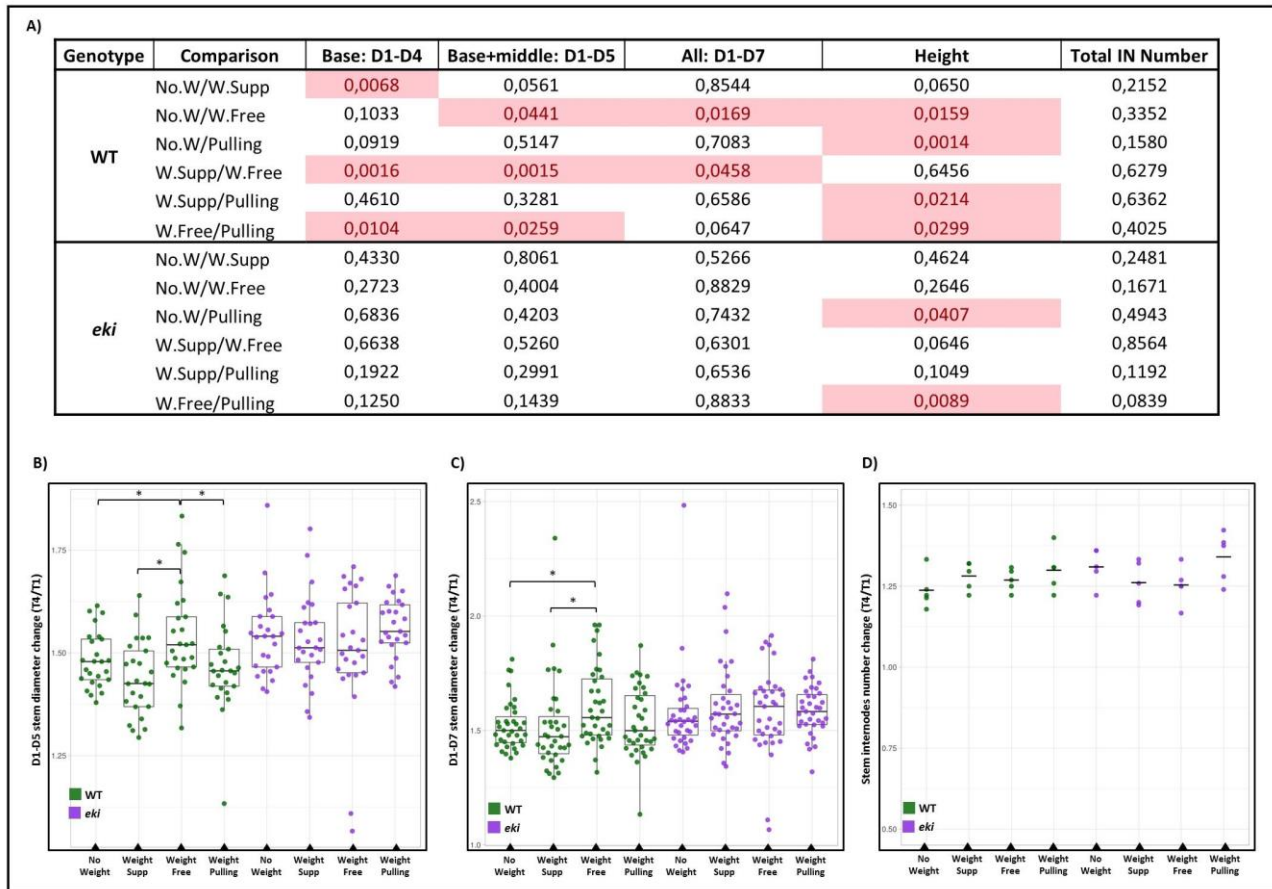 A)
Genotype Comparison Base: D1-D4 Base+middle: D1-D5 All: D1-D7 Height Total IN Number
No.W/W.Supp 0,0068 0,0561 0,8544 0,0650 0,2152
No.W/W.Free 0,1033 0,0441 0,0169 0,0159 0,3352
No.W/Pulling 0,0919 0,5147 0,7083 0,0014 0,1580
WT
W.Supp/W.Free 0,0016 0,0015 0,0458 0,6456 0,6279
W.Supp/Pulling 0,4610 0,3281 0,6586 0,0214 0,6362
W.Free/Pulling 0,0104 0,0259 0,0647 0,0299 0,4025
No.W/W.Supp 0,4330 0,8061 0,5266 0,4624 0,2481
No.W/W.Free 0,2723 0,4004 0,8829 0,2646 0,1671
No.W/Pulling 0,6836 0,4203 0,7432 0,0407 0,4943
eki
W.Supp/W.Free 0,6638 0,5260 0,6301 0,0646 0,8564
W.Supp/Pulling 0,1922 0,2991 0,6536 0,1049 0,1192
W.Free/Pulling 0,1250 0,1439 0,8833 0,0089 0,0839
B)
D1-D5 stem diameter change (T4/T1)
1.75
1.50
1.25
* *
*
WT
eki
No Weight Weight Weight No Weight Weight Weight
Weight Supp Free Pulling Weight Supp Free Pulling
C)
D1-D7 stem diameter change (T4/T1)
2.5
2.0
1.5
1.0
*
*
WT
eki
No Weight Weight Weight No Weight Weight Weight
Weight Supp Free Pulling Weight Supp Free Pulling
D)
Stem internodes number change (T4/T1)
1.50
1.25
1.00
0.75
0.50
WT
eki
No Weight Weight Weight No Weight Weight Weight
Weight Supp Free Pulling Weight Supp Free Pulling